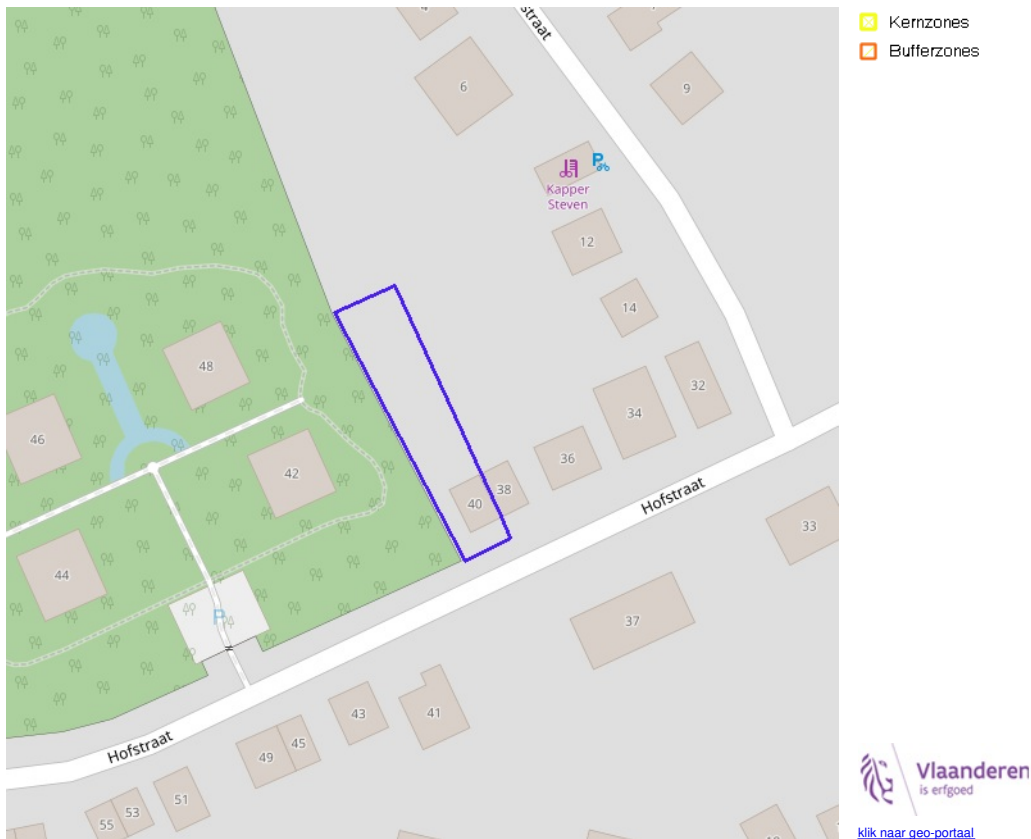 Kernzones
Bufferzones
straat
6
9
P
Kapper
Steven
12
14
48
32
34
46
42
36
38
40
Hofstraat
33
44
P
37
43
41
Hofstraat
49
45
51
53
55
Vlaanderen
is erfgoed
klik naar geo-portaal